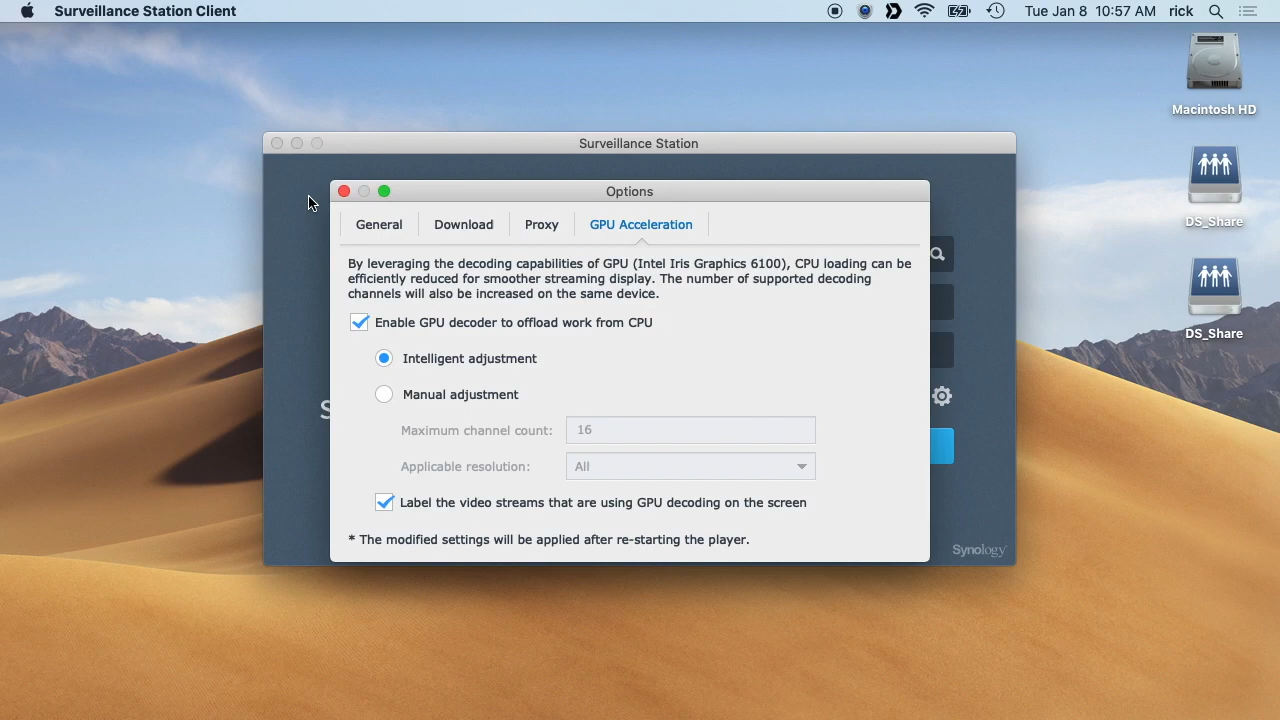 Surveillance Station Client
Tue Jan 8 10:57 AM rick
Macintosh HD
DS_Share
DS_Share
Surveillance Station
Options
General Download Proxy GPU Acceleration
By leveraging the decoding capabilities of GPU (Intel Iris Graphics 6100), CPU loading can be
efficiently reduced for smoother streaming display. The number of supported decoding
channels will also be increased on the same device.
Enable GPU decoder to offload work from CPU
Intelligent adjustment
Manual adjustment
Maximum channel count: 16
Applicable resolution: All
Label the video streams that are using GPU decoding on the screen
* The modified settings will be applied after re-starting the player.
S
Synology